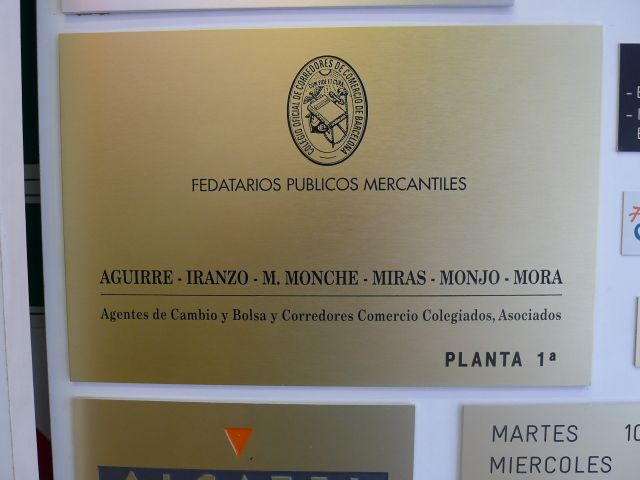 COLEGIO OFICIAL DE CORREDORES DE COMERCIO DE BARCELONA
FEDATARIOS PUBLICOS MERCANTILES
AGUIRRE - IRANZO - M. MONCHE - MIRAS - MONJO - MORA
Agentes de Cambio y Bolsa y Corredores Comercio Colegiados, Asociados
PLANTA 1ª
MARTES 10
MIERCOLES